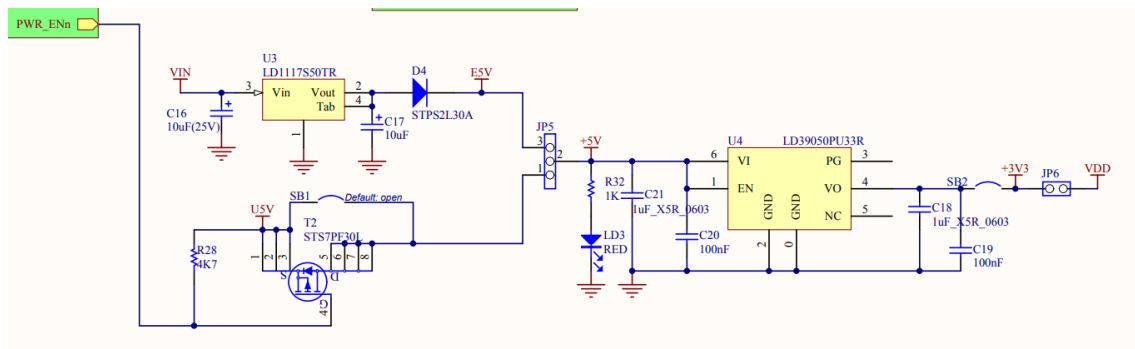 PWR_ENn
U3
LD1117S50TR
VIN
3
Vin
Vout
Tab
2
4
1
D4
STPS2L30A
E5V
C16
10uF(25V)
+
C17
10uF
+
JP5
3
2
1
+5V
R32
1K
LD3
RED
C21
1uF_X5R_0603
C20
100nF
U4
LD39050PU33R
6
VI
1
EN
GND
GND
2
0
PG
3
VO
4
NC
5
SB2
+3V3
JP6
VDD
C18
1uF_X5R_0603
C19
100nF
SB1
Default: open
U5V
T2
STS7PF30L
R28
4K7
1
2
3
5
6
7
8
S
D
G
4